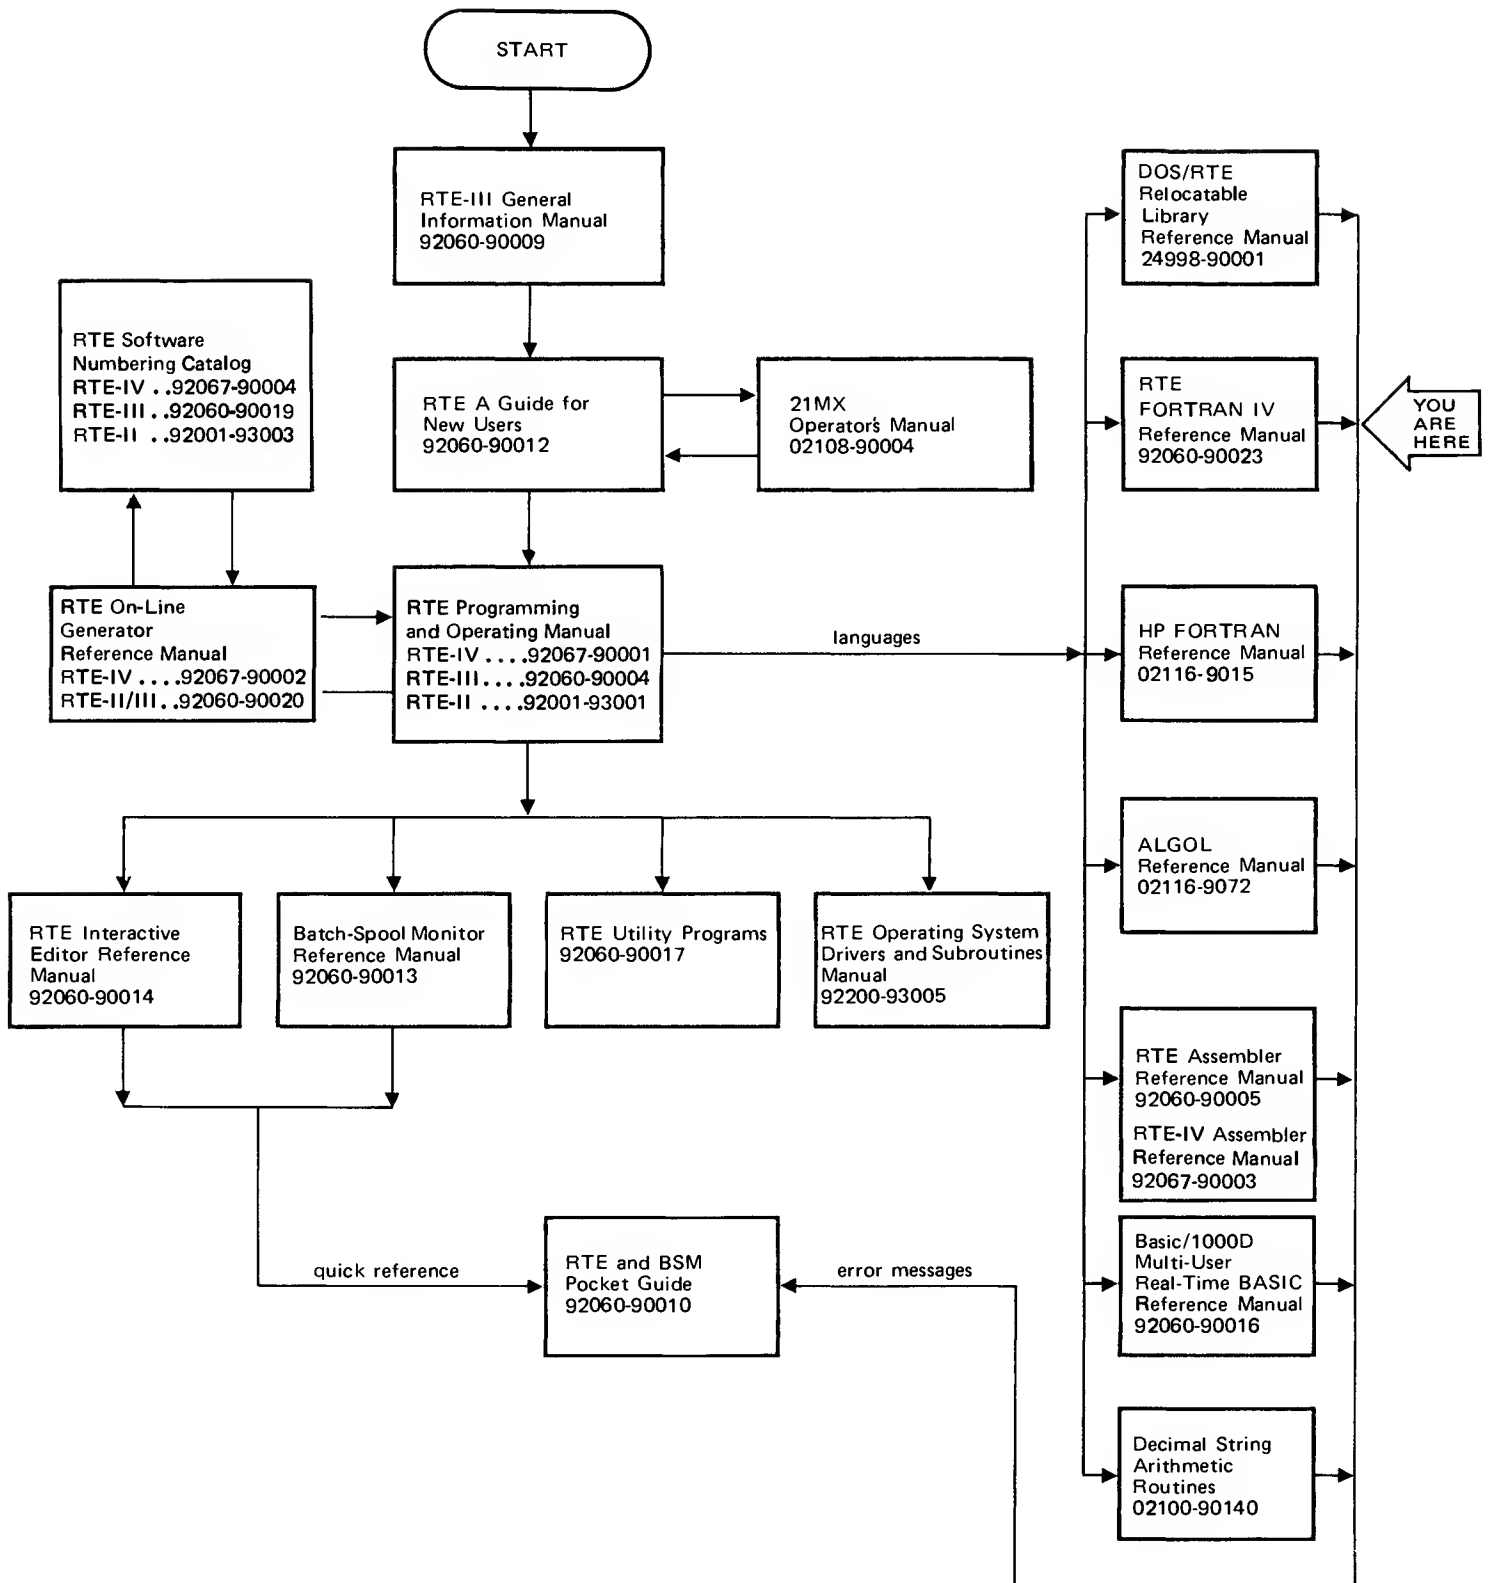 START
RTE-III General
Information Manual
92060-90009
DOS/RTE
Relocatable
Library
Reference Manual
24998-90001
RTE Software
Numbering Catalog
RTE-IV . .92067-90004
RTE-III . .92060-90019
RTE-II . . .92001-93003
RTE A Guide for
New Users
92060-90012
21MX
Operator's Manual
02108-90004
RTE
FORTRAN IV
Reference Manual
92060-90023
YOU
ARE
HERE
RTE On-Line
Generator
Reference Manual
RTE-IV . . . .92067-90002
RTE-II/III . .92060-90020
RTE Programming
and Operating Manual
RTE-IV . . . .92067-90001
RTE-III. . . .92060-90004
RTE-II . . . .92001-93001
languages
HP FORTRAN
Reference Manual
02116-9015
ALGOL
Reference Manual
02116-9072
RTE Interactive
Editor Reference
Manual
92060-90014
Batch-Spool Monitor
Reference Manual
92060-90013
RTE Utility Programs
92060-90017
RTE Operating System
Drivers and Subroutines
Manual
92200-93005
RTE Assembler
Reference Manual
92060-90005
RTE-IV Assembler
Reference Manual
92067-90003
quick reference
RTE and BSM
Pocket Guide
92060-90010
error messages
Basic/1000D
Multi-User
Real-Time BASIC
Reference Manual
92060-90016
Decimal String
Arithmetic
Routines
02100-90140